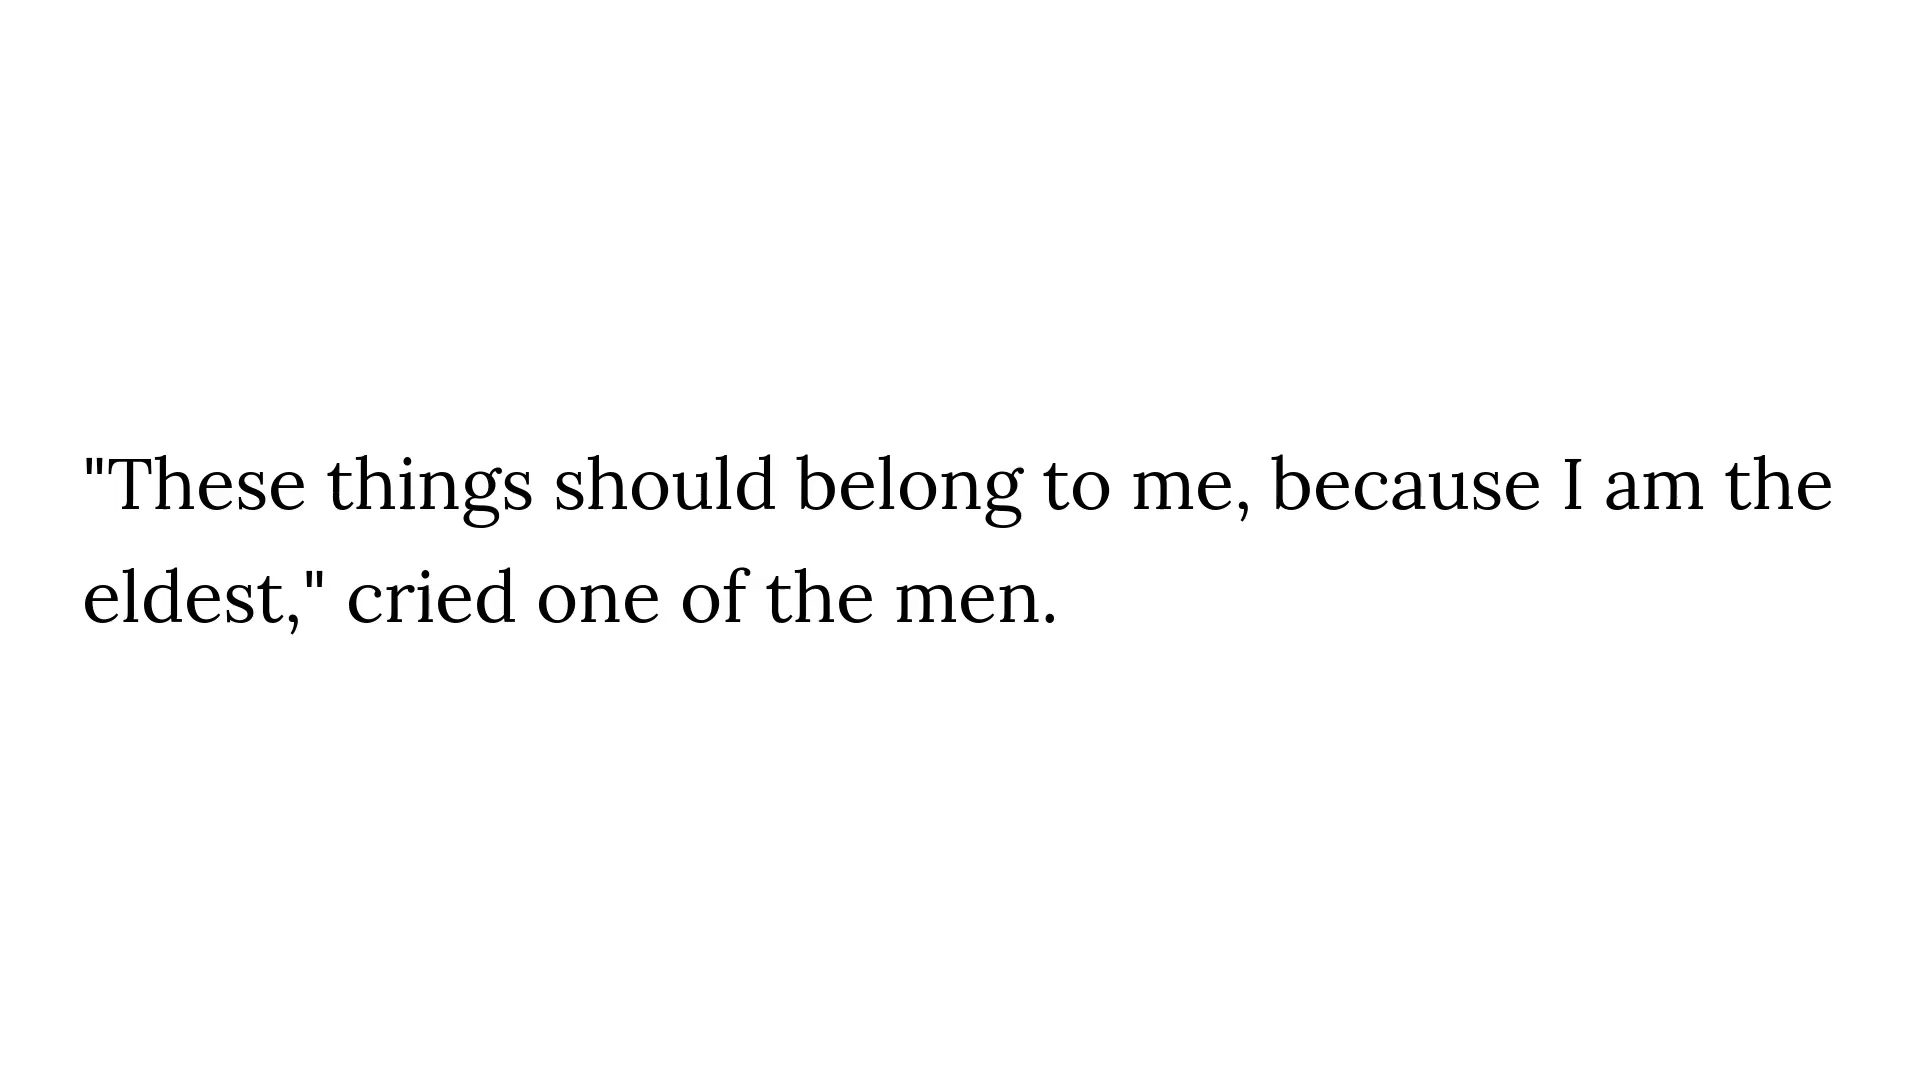 "These things should belong to me, because I am the
eldest," cried one of the men.